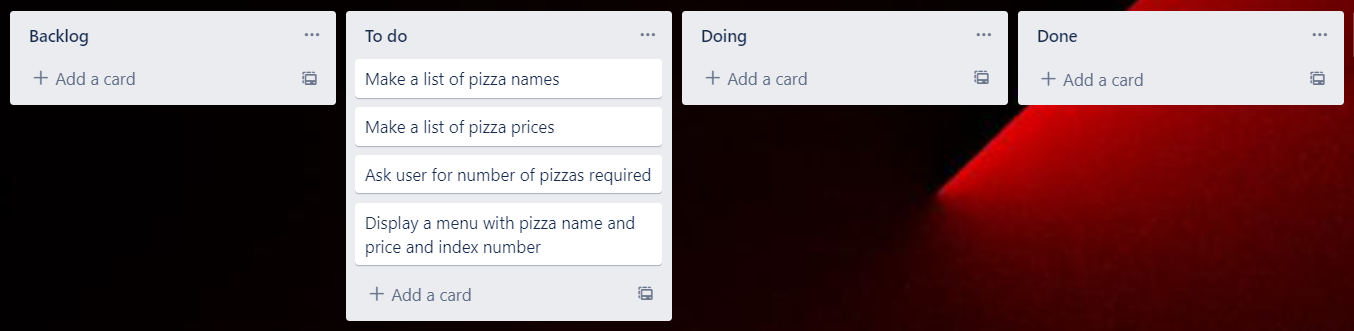 Backlog
Add a card
To do
Make a list of pizza names
Make a list of pizza prices
Ask user for number of pizzas required
Display a menu with pizza name and
price and index number
Add a card
Doing
Add a card
Done
Add a card